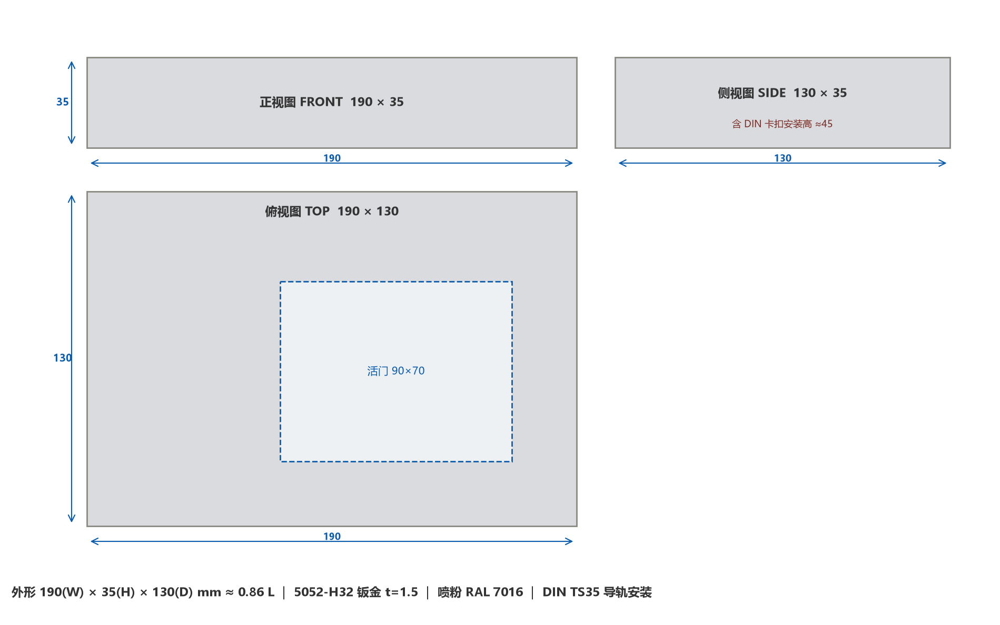 35
正视图 FRONT 190 × 35
190
侧视图 SIDE 130 × 35
含 DIN 卡扣安装高 ≈45
130
俯视图 TOP 190 × 130
130
活门 90×70
190
外形 190(W) × 35(H) × 130(D) mm ≈ 0.86 L | 5052-H32 钣金 t=1.5 | 喷粉 RAL 7016 | DIN TS35 导轨安装